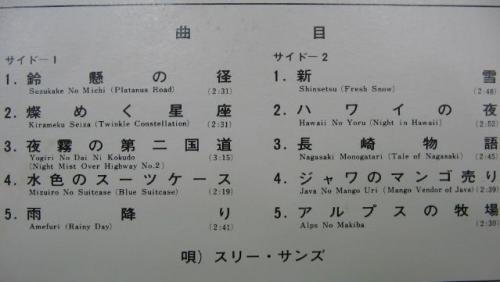 曲目
サイド－1
1. 鈴懸の径
Suzukake No Michi (Platanus Road) (2:31)
2. 燦めく星座
Kirameku Seiza (Twinkle Constellation) (2:31)
3. 夜霧の第二国道
Yogiri No Dai Ni Kokudo (3:15)
(Night Mist Over Highway No.2)
4. 水色のスーツケース
Mizuiro No Suitcase (Blue Suitcase) (2:19)
5. 雨降り
Amefuri (Rainy Day) (2:41)
サイド－2
1. 新雪
Shinsetsu (Fresh Snow) (2:48)
2. ハワイの夜
Hawaii No Yoru (Night in Hawaii) (2:52)
3. 長崎物語
Nagasaki Monogatari (Tale of Nagasaki) (2:45)
4. ジャワのマンゴ売り
Java No Mango Uri (Mango Vendor of Java) (2:39)
5. アルプスの牧場
Alps No Makiba (2:30)
唄) スリー・サンズ